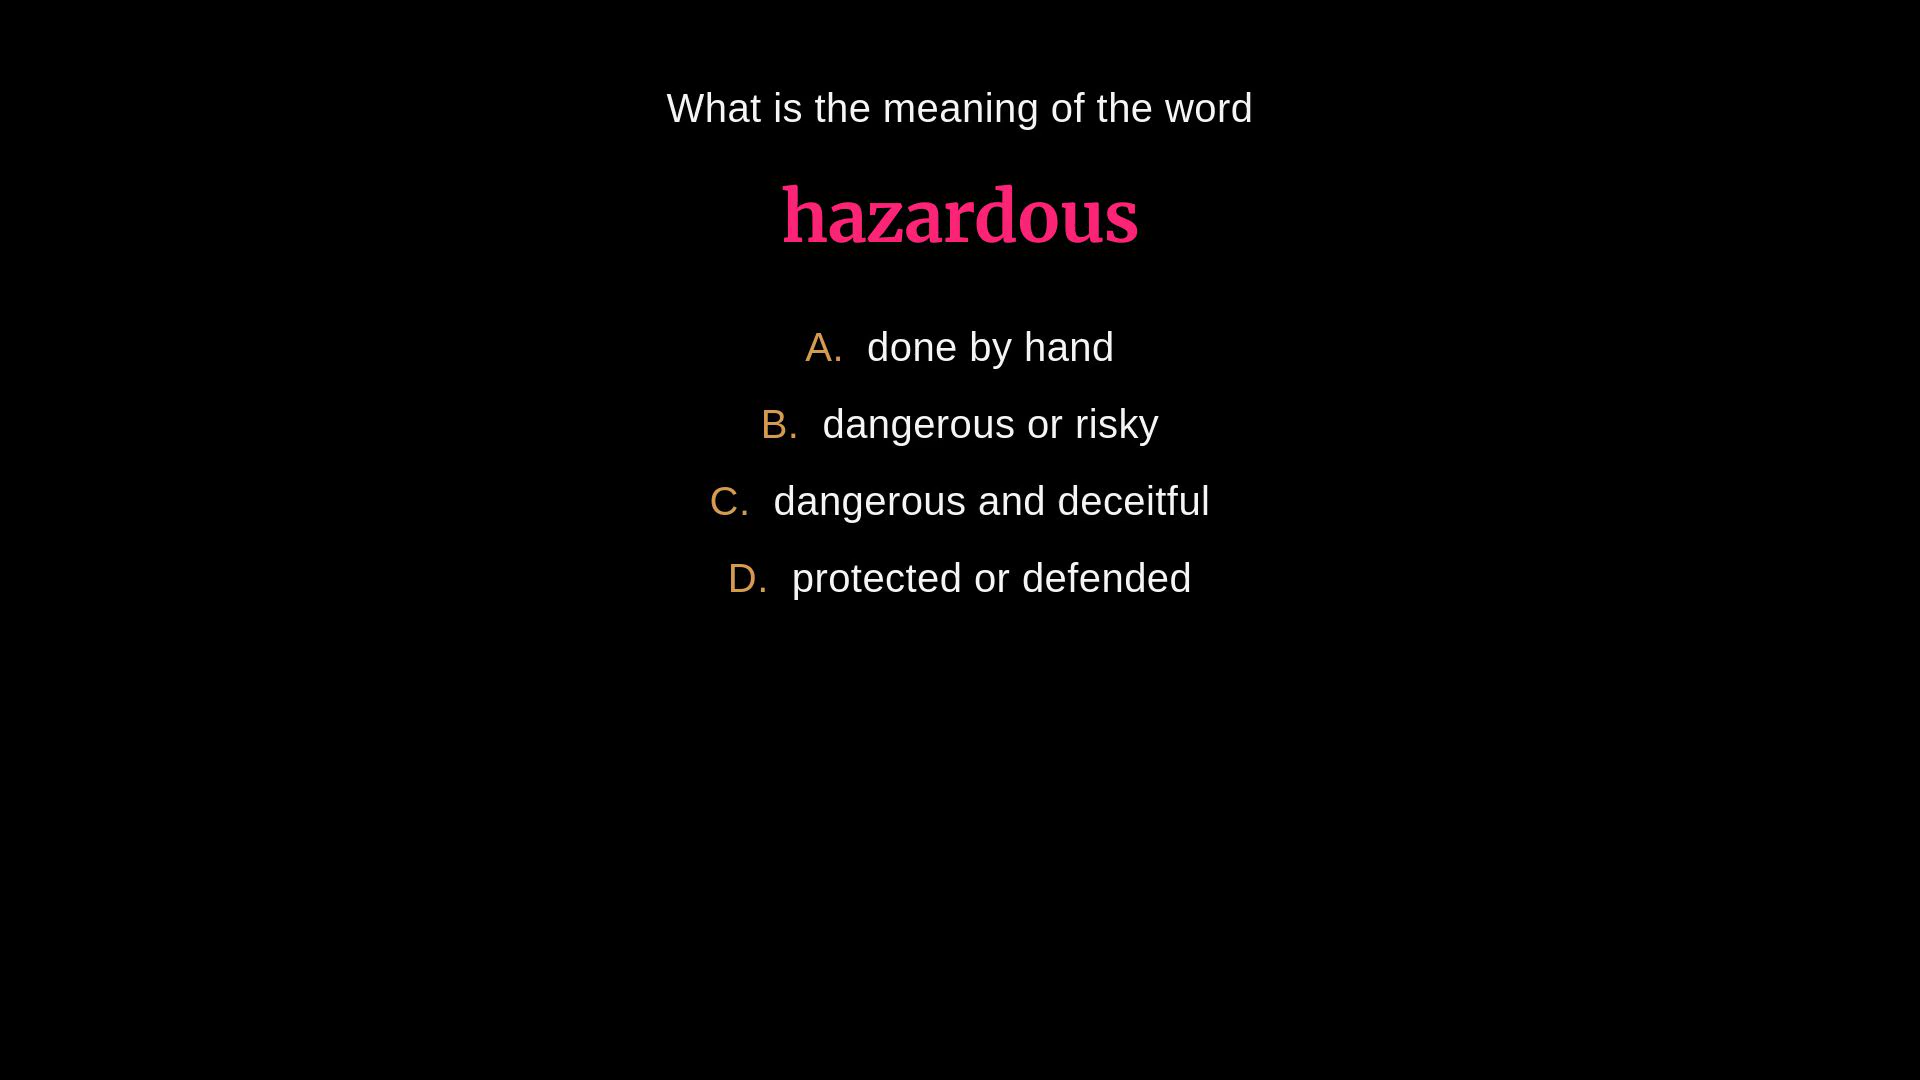 What is the meaning of the word
hazardous
A. done by hand
B. dangerous or risky
C. dangerous and deceitful
D. protected or defended